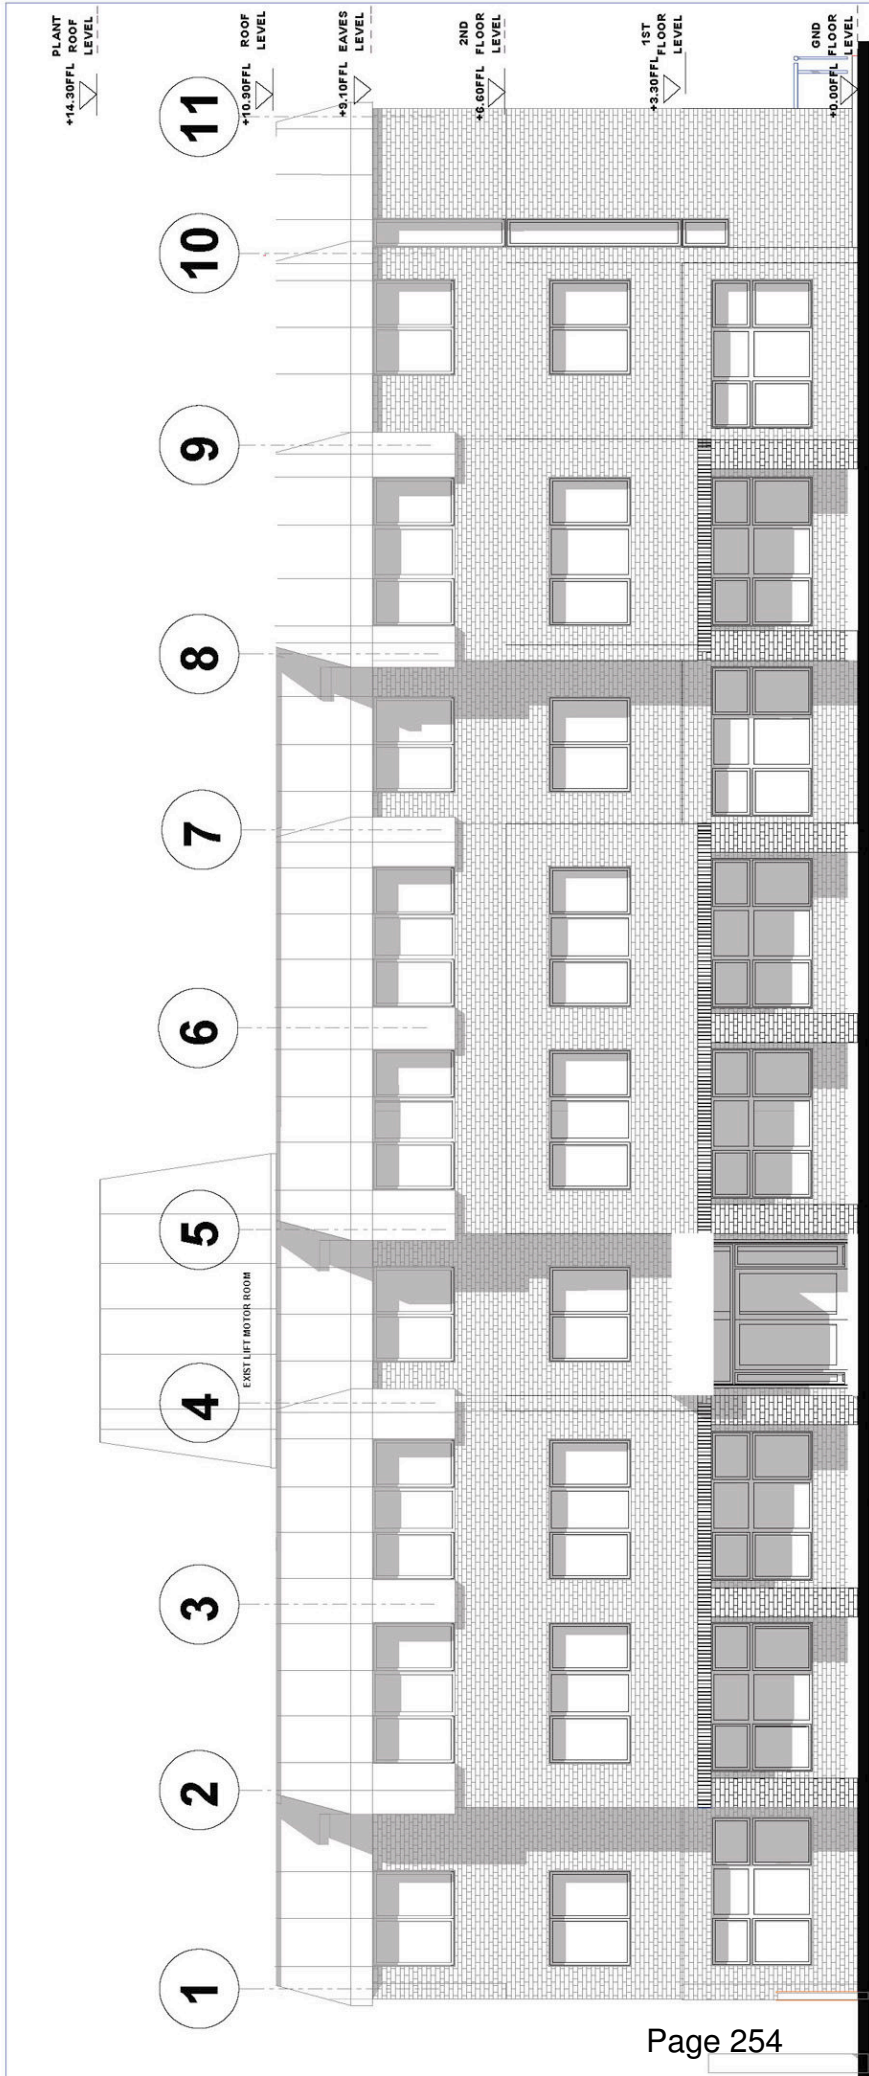 1
2
3
4
5
6
7
8
9
10
11
EXIST LIFT MOTOR ROOM
PLANT
ROOF
LEVEL
+14.30FFL
ROOF
LEVEL
+10.90FFL
EAVES
LEVEL
+9.10FFL
2ND
FLOOR
LEVEL
+6.60FFL
1ST
FLOOR
LEVEL
+3.30FFL
GND
FLOOR
LEVEL
+0.00FFL
Page 254